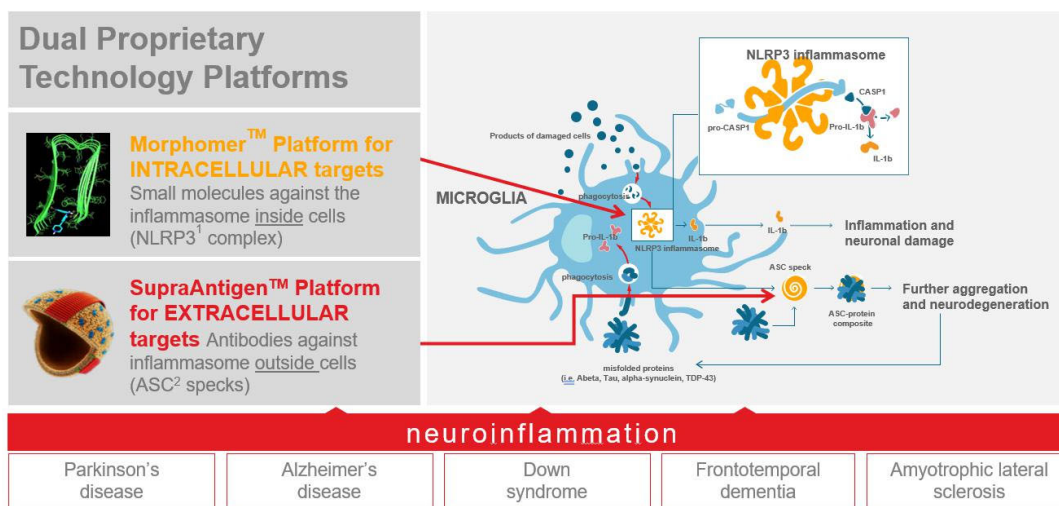 Dual Proprietary
Technology Platforms
Morphomer™ Platform for
INTRACELLULAR targets
Small molecules against the
inflammasome inside cells
(NLRP3¹ complex)
SupraAntigen™ Platform
for EXTRACELLULAR
targets Antibodies against
inflammasome outside cells
(ASC² specks)
NLRP3 inflammasome
CASP1
pro-CASP1
Pro-IL-1b
IL-1b
Products of damaged cells
MICROGLIA
phagocytosis
Pro-IL-1b
NLRP3 inflammasome
IL-1b
IL-1b
Inflammation and
neuronal damage
phagocytosis
ASC speck
ASC-protein
composite
Further aggregation
and neurodegeneration
misfolded proteins
(i.e. Abeta, Tau, alpha-synuclein, TDP-43)
neuroinflammation
Parkinson's
disease
Alzheimer's
disease
Down
syndrome
Frontotemporal
dementia
Amyotrophic lateral
sclerosis